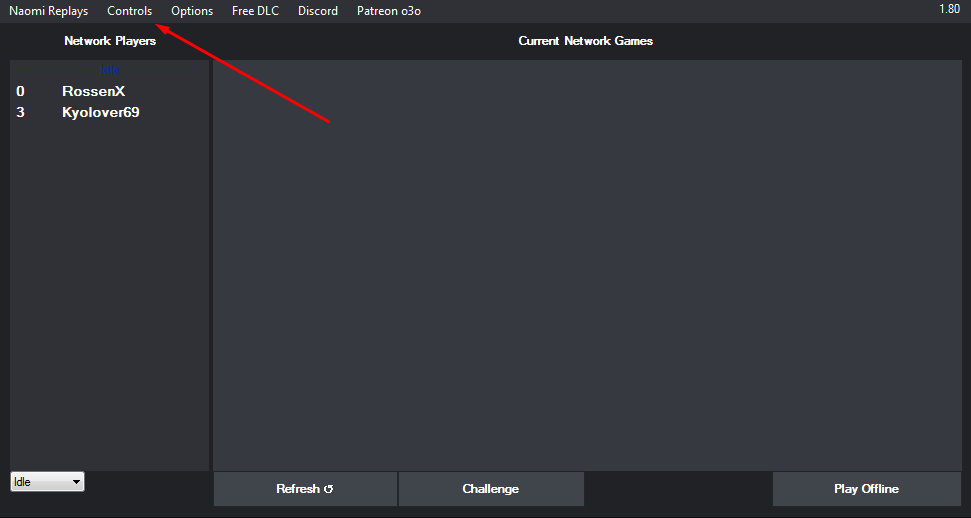 Naomi Replays Controls Options Free DLC Discord Patreon o3o 1.80
Network Players Current Network Games
Idle
0 RossenX
3 Kyolover69
Idle
Refresh ↺ Challenge Play Offline